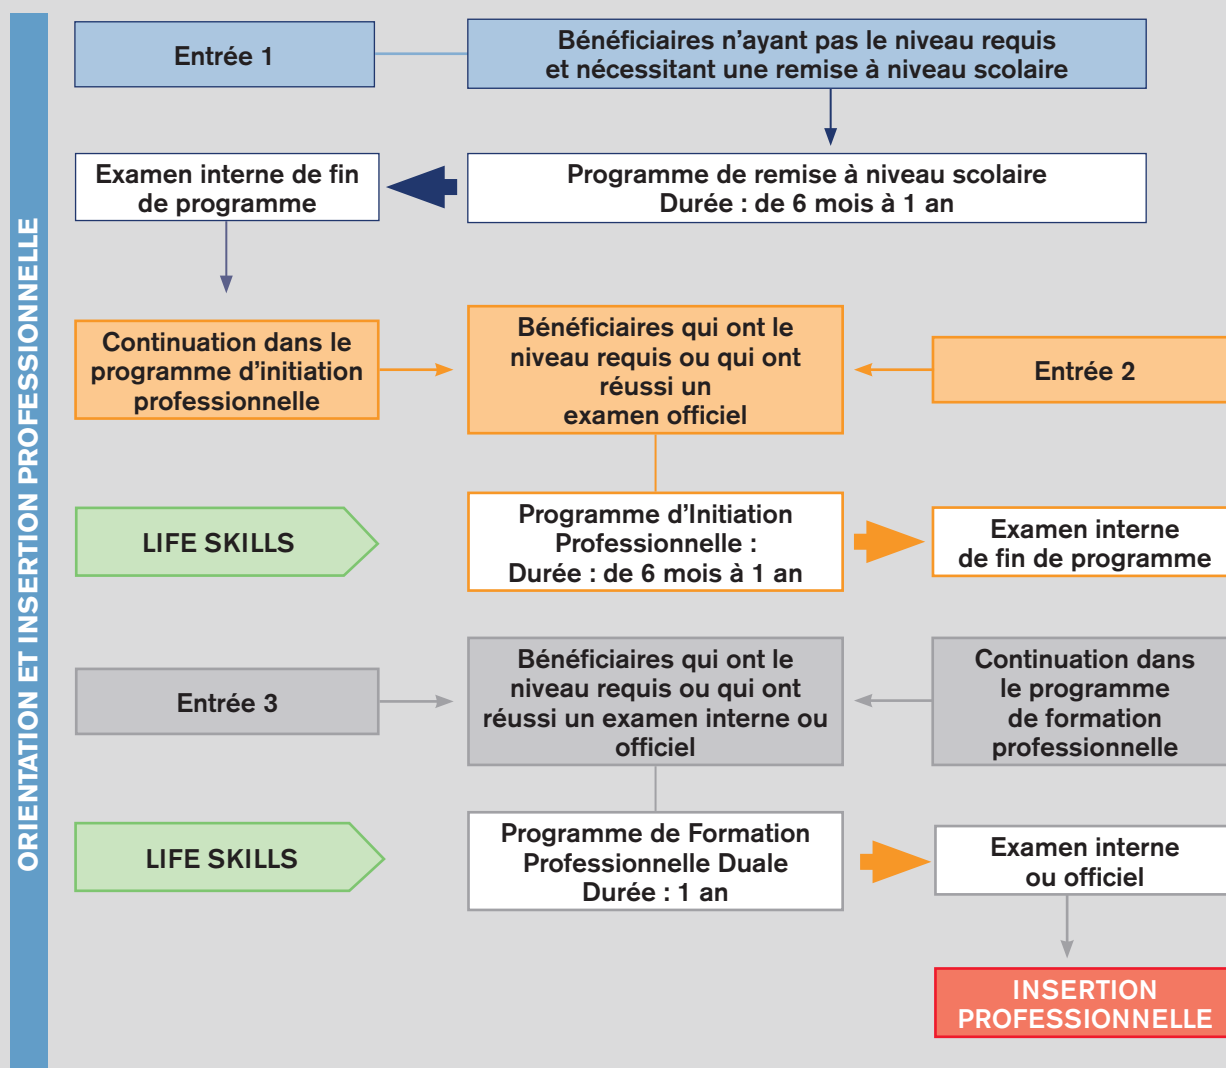 ORIENTATION ET INSERTION PROFESSIONNELLE
Entrée 1
Bénéficiaires n'ayant pas le niveau requis
et nécessitant une remise à niveau scolaire
Examen interne de fin
de programme
Programme de remise à niveau scolaire
Durée : de 6 mois à 1 an
Continuation dans le
programme d'initiation
professionnelle
Bénéficiaires qui ont le
niveau requis ou qui ont
réussi un
examen officiel
Entrée 2
LIFE SKILLS
Programme d'Initiation
Professionnelle :
Durée : de 6 mois à 1 an
Examen interne
de fin de programme
Entrée 3
Bénéficiaires qui ont le
niveau requis ou qui ont
réussi un examen interne ou
officiel
Continuation dans
le programme
de formation
professionnelle
LIFE SKILLS
Programme de Formation
Professionnelle Duale
Durée : 1 an
Examen interne
ou officiel
INSERTION
PROFESSIONNELLE